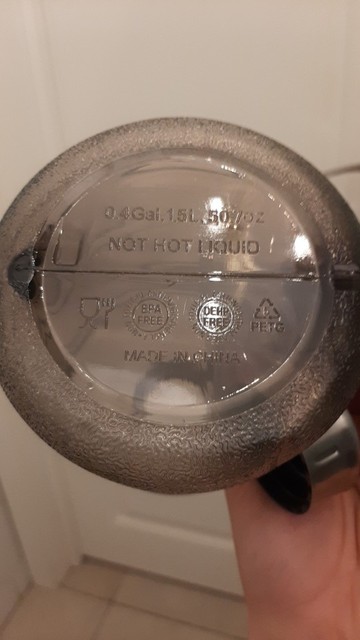 0.4Gal.1.5L.50.7oz
NOT HOT LIQUID
BPA FREE
DEHP FREE
PETG
MADE IN CHINA